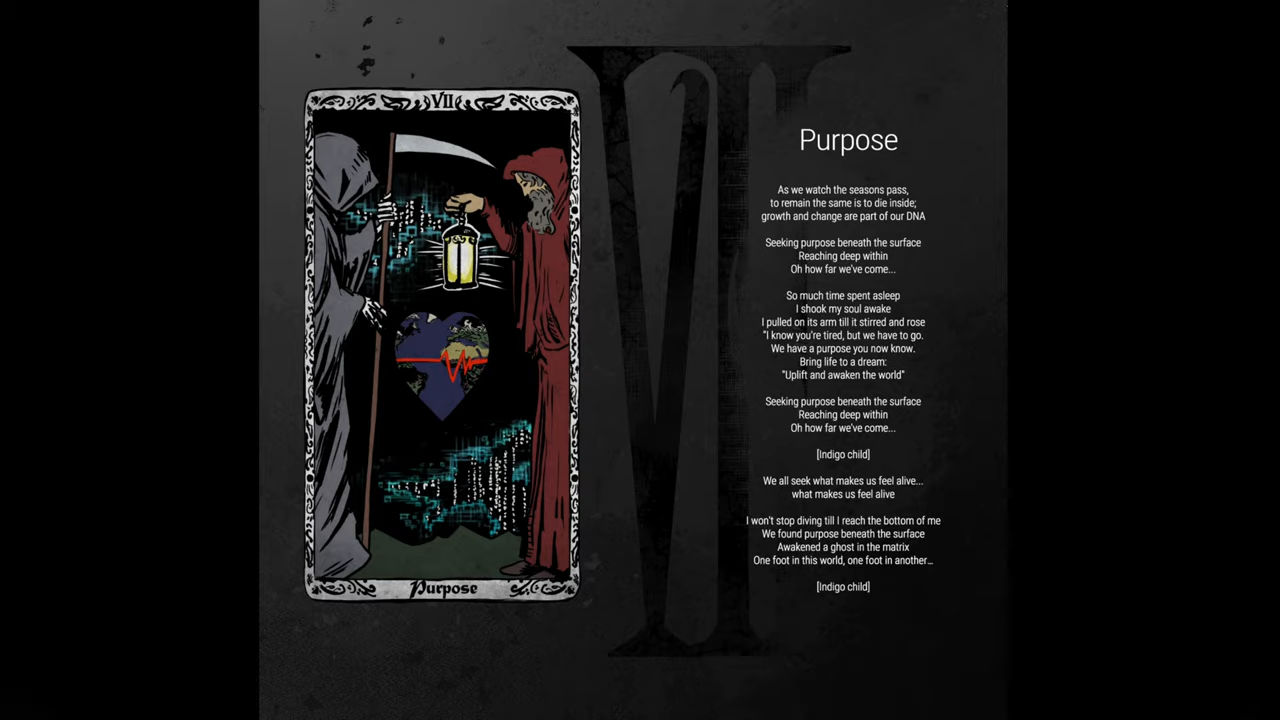 VII
Purpose
Purpose
As we watch the seasons pass,
to remain the same is to die inside;
growth and change are part of our DNA
Seeking purpose beneath the surface
Reaching deep within
Oh how far we've come...
So much time spent asleep
I shook my soul awake
I pulled on its arm till it stirred and rose
"I know you're tired, but we have to go.
We have a purpose you now know.
Bring life to a dream:
"Uplift and awaken the world"
Seeking purpose beneath the surface
Reaching deep within
Oh how far we've come...
[Indigo child]
We all seek what makes us feel alive...
what makes us feel alive
I won't stop diving till I reach the bottom of me
We found purpose beneath the surface
Awakened a ghost in the matrix
One foot in this world, one foot in another...
[Indigo child]
VII